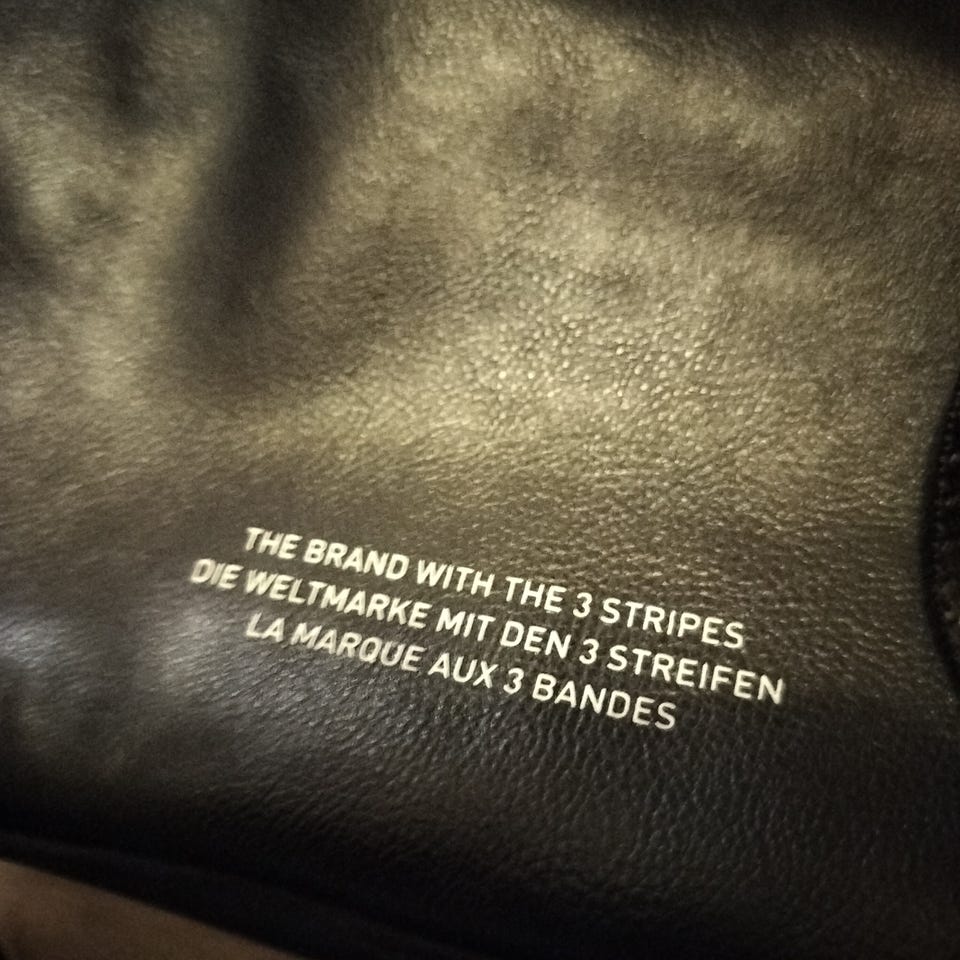 THE BRAND WITH THE 3 STRIPES
DIE WELTMARKE MIT DEN 3 STREIFEN
LA MARQUE AUX 3 BANDES